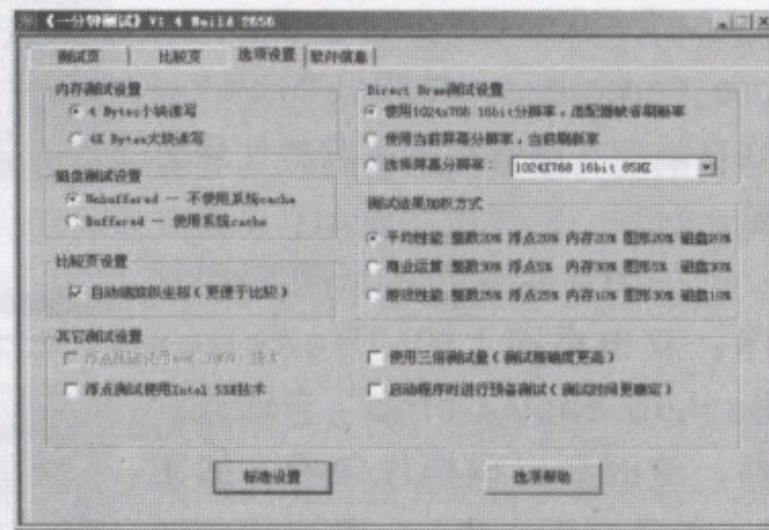 《一分钟测试》V1.4 Build 2656
测试页 比较页 选项设置 软件信息
内存测试设置
4 Bytes小块读写
4K Bytes大块读写
磁盘测试设置
Unbuffered — 不使用系统cache
Buffered — 使用系统cache
比较页设置
自动缩放纵坐标(更便于比较)
Direct Draw测试设置
使用1024x768 16bit分辨率,适配器缺省刷新率
使用当前屏幕分辨率,当前刷新率
选择屏幕分辨率: 1024X768 16bit 85HZ
测试结果加权方式
平均性能 整数20% 浮点20% 内存20% 图形20% 磁盘20%
商业运算 整数30% 浮点5% 内存30% 图形5% 磁盘30%
游戏性能 整数25% 浮点25% 内存10% 图形30% 磁盘10%
其它测试设置
浮点测试使用 技术
浮点测试使用Intel SSE技术
使用三倍测试量(测试精确度更高)
启动程序时进行预备测试(测试时间更确定)
标准设置 选项帮助